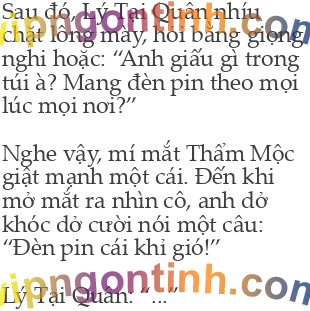 Sau đó, Lý Tại Quân nhíu
chặt lông mày, hỏi bằng giọng
nghi hoặc: “Anh giấu gì trong
túi à? Mang đèn pin theo mọi
lúc mọi nơi?”
Nghe vậy, mí mắt Thẩm Mộc
giật mạnh một cái. Đến khi
mở mắt ra nhìn cô, anh dở
khóc dở cười nói một câu:
“Đèn pin cái khỉ gió!”
vipngontinh.com
Lý Tại Quân: “...”